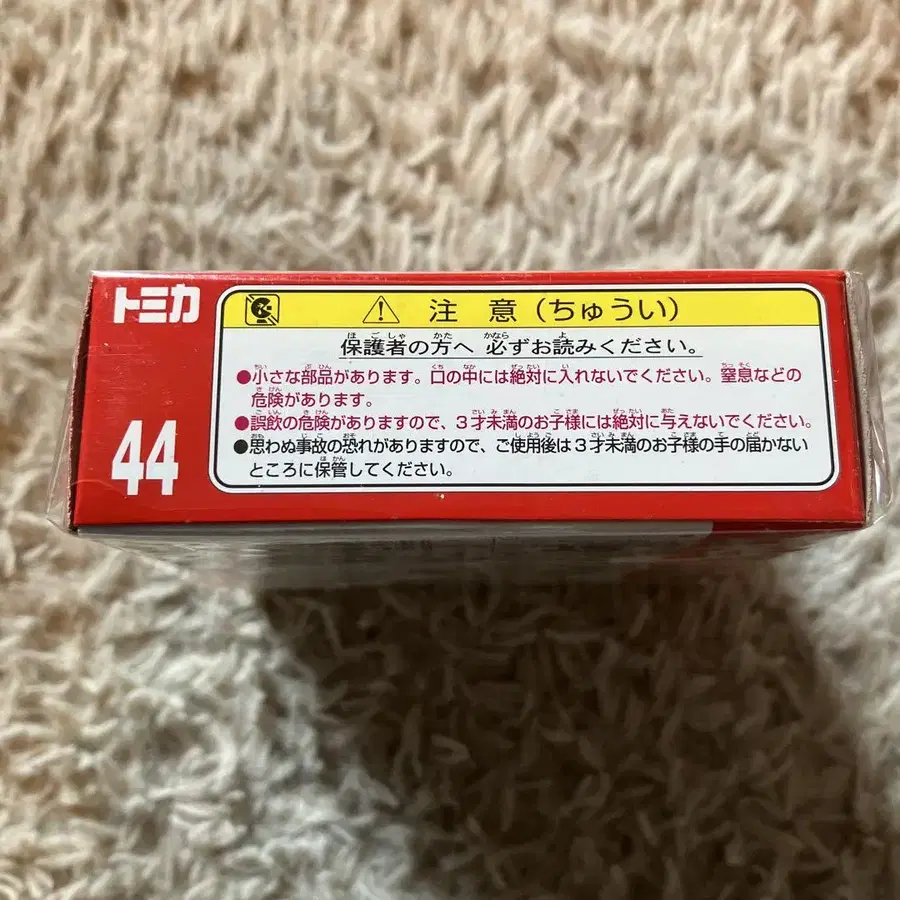 トミカ
44
注意(ちゅうい)
保護者の方へ 必ずお読みください。
●小さな部品があります。口の中には絶対に入れないでください。窒息などの
危険があります。
●誤飲の危険がありますので、3才未満のお子様には絶対に与えないでください。
●思わぬ事故の恐れがありますので、ご使用後は3才未満のお子様の手の届かない
ところに保管してください。